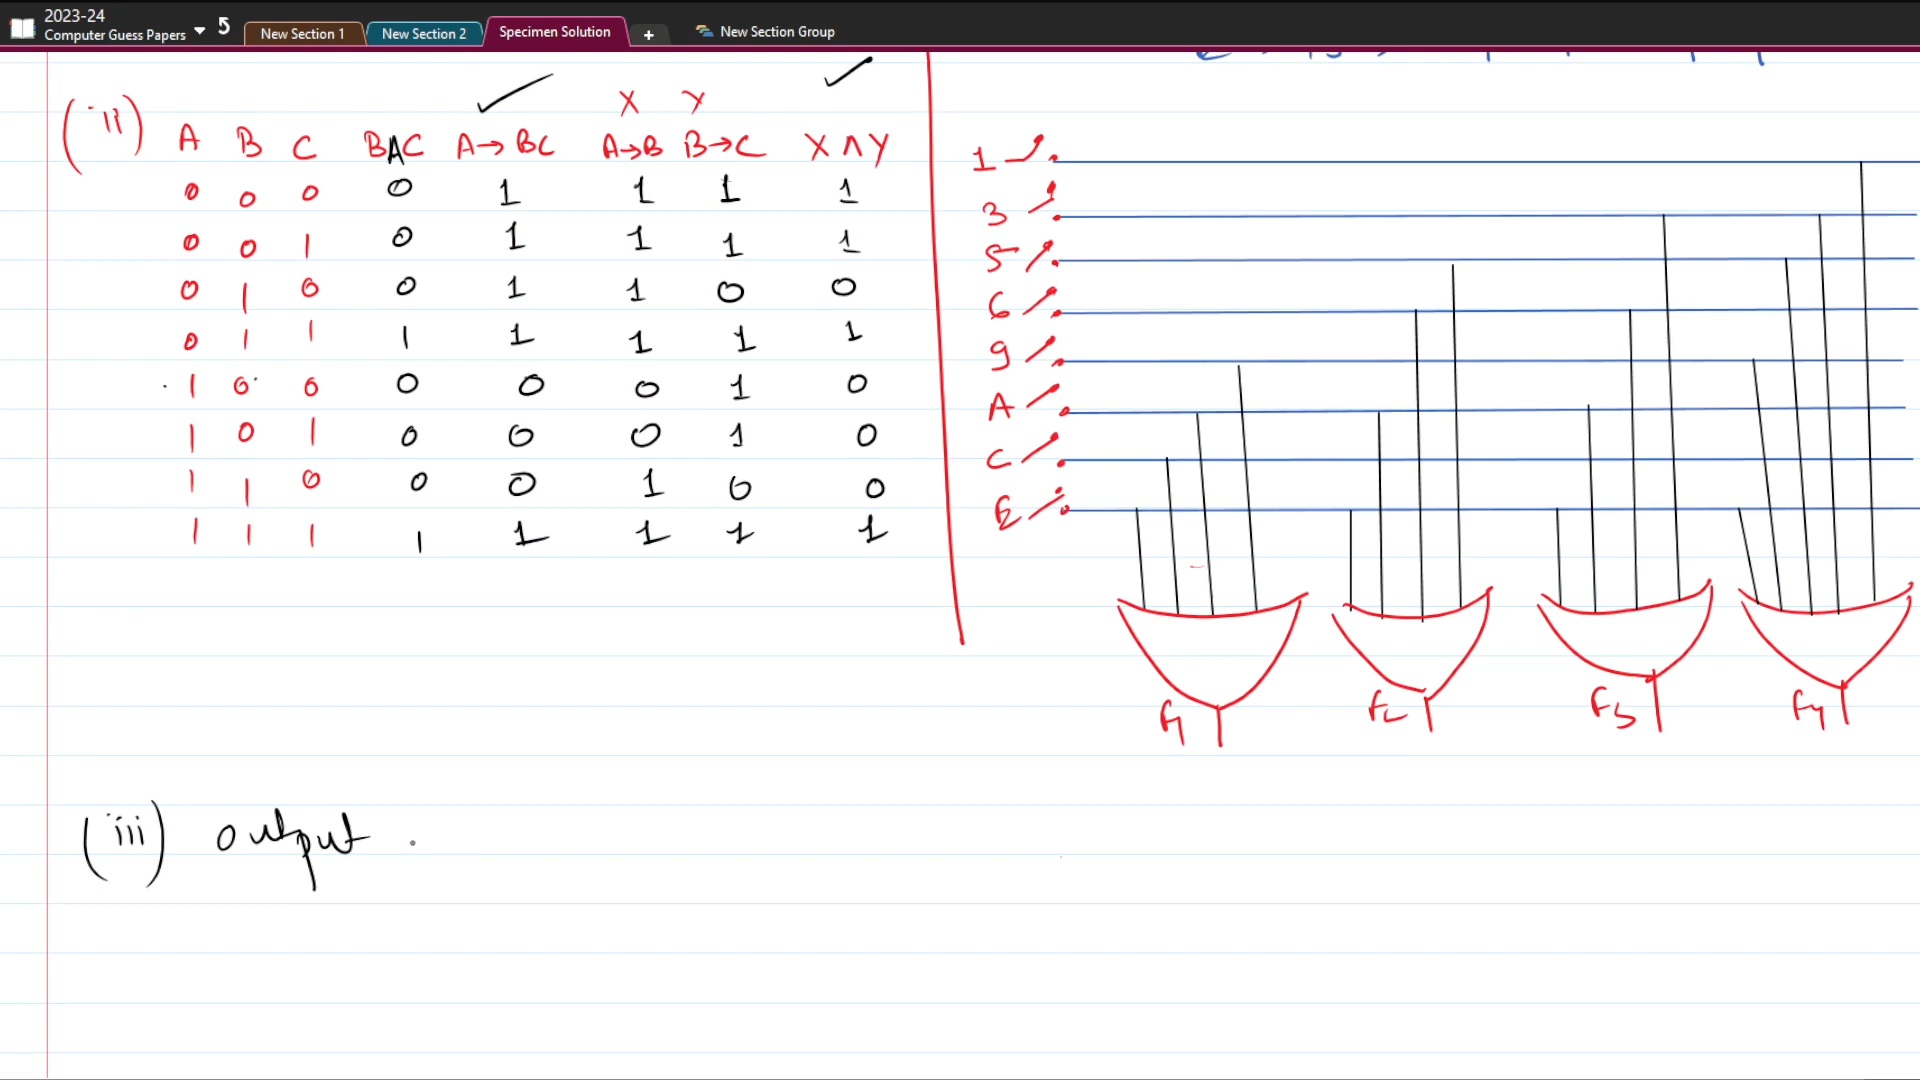 2023-24
Computer Guess Papers
New Section 1
New Section 2
Specimen Solution
+
New Section Group
X Y
(ii) A B C B∧C A→BC A→B B→C X∧Y
0 0 0 0 1 1 1 1
0 0 1 0 1 1 1 1
0 1 0 0 1 1 0 0
0 1 1 1 1 1 1 1
1 0 0 0 0 0 1 0
1 0 1 0 0 0 1 0
1 1 0 0 0 1 0 0
1 1 1 1 1 1 1 1
1
3
5
6
9
A
C
E
F1 F2 F3 F4
(iii) output